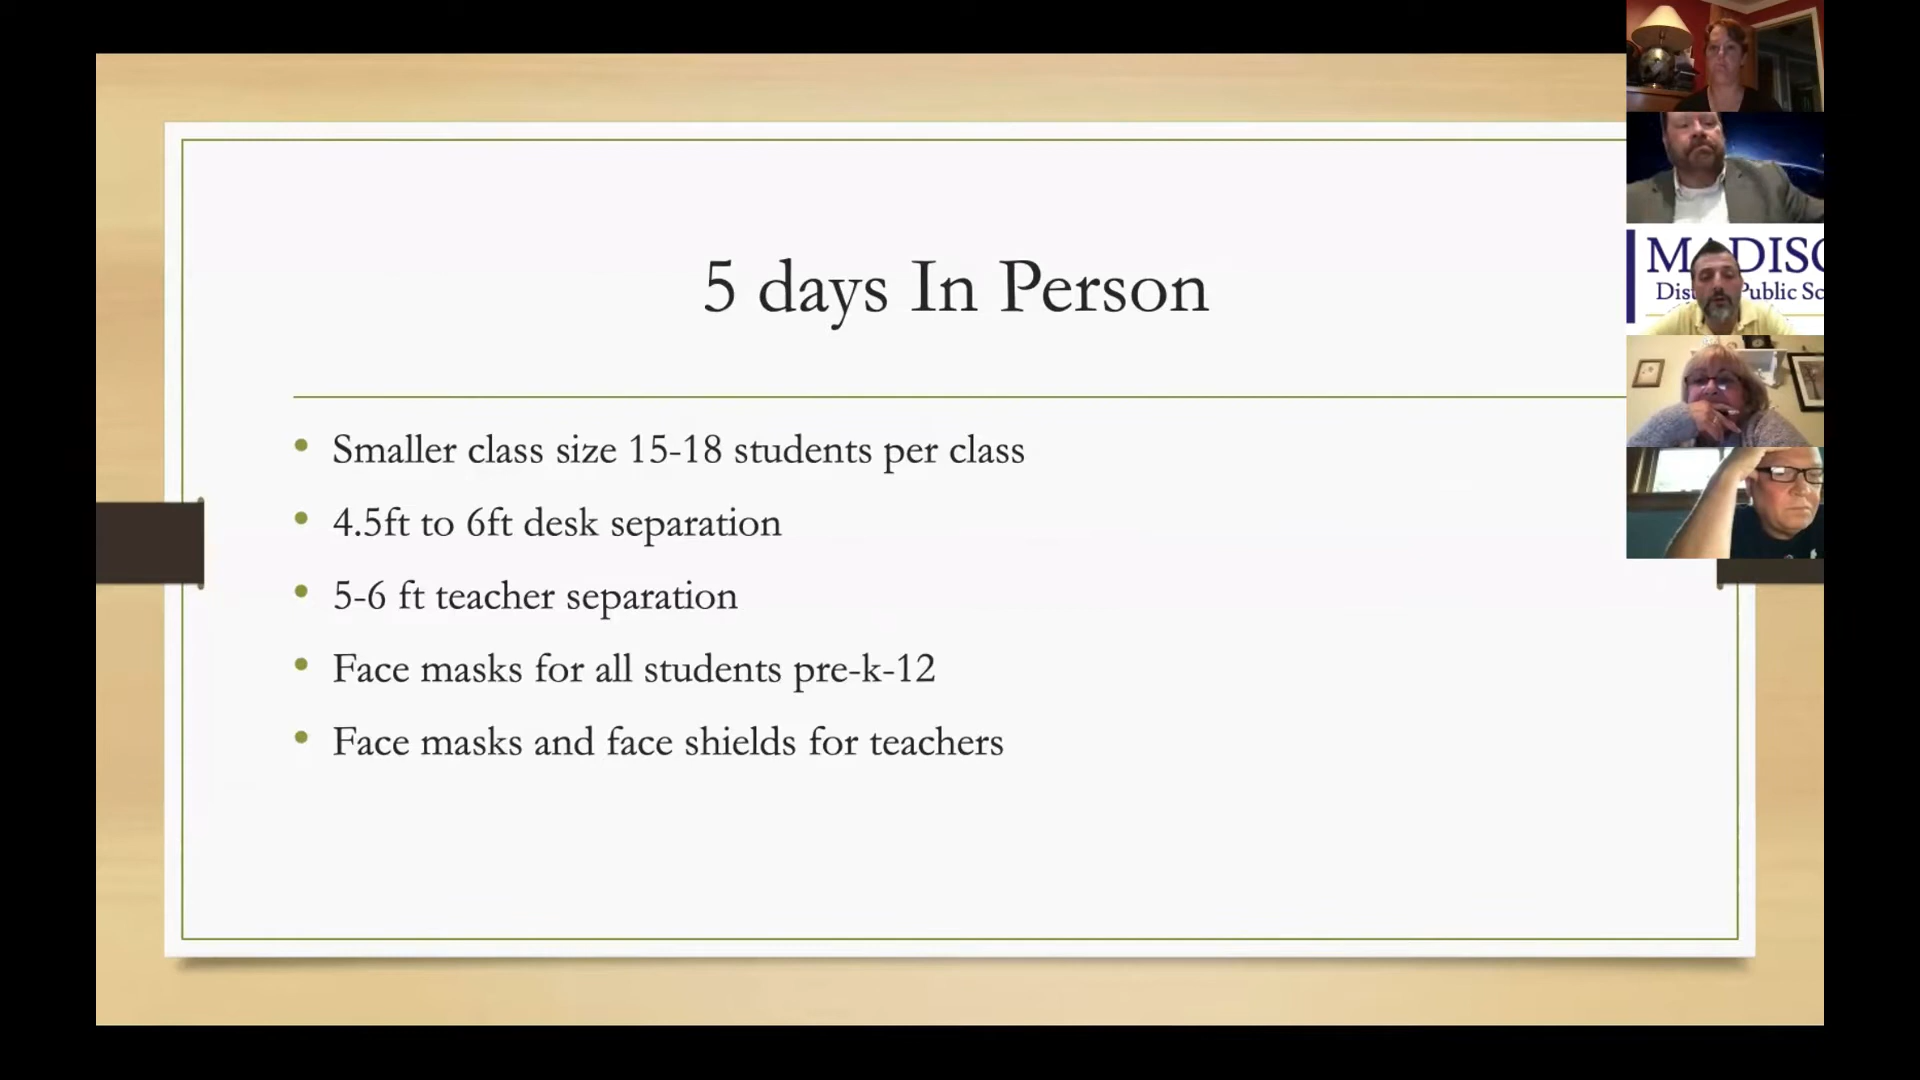 5 days In Person
Smaller class size 15-18 students per class
4.5ft to 6ft desk separation
5-6 ft teacher separation
Face masks for all students pre-k-12
Face masks and face shields for teachers
Public